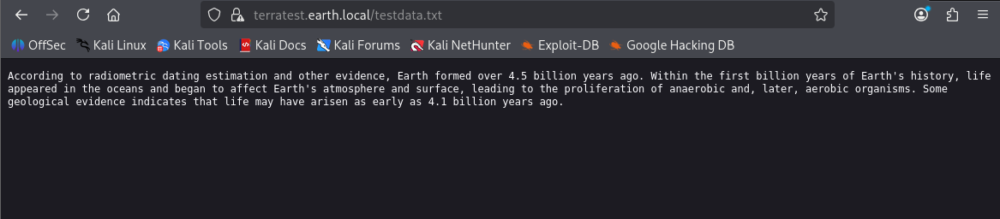 terratest.earth.local/testdata.txt
OffSec Kali Linux Kali Tools Kali Docs Kali Forums Kali NetHunter Exploit-DB Google Hacking DB
According to radiometric dating estimation and other evidence, Earth formed over 4.5 billion years ago. Within the first billion years of Earth's history, life
appeared in the oceans and began to affect Earth's atmosphere and surface, leading to the proliferation of anaerobic and, later, aerobic organisms. Some
geological evidence indicates that life may have arisen as early as 4.1 billion years ago.